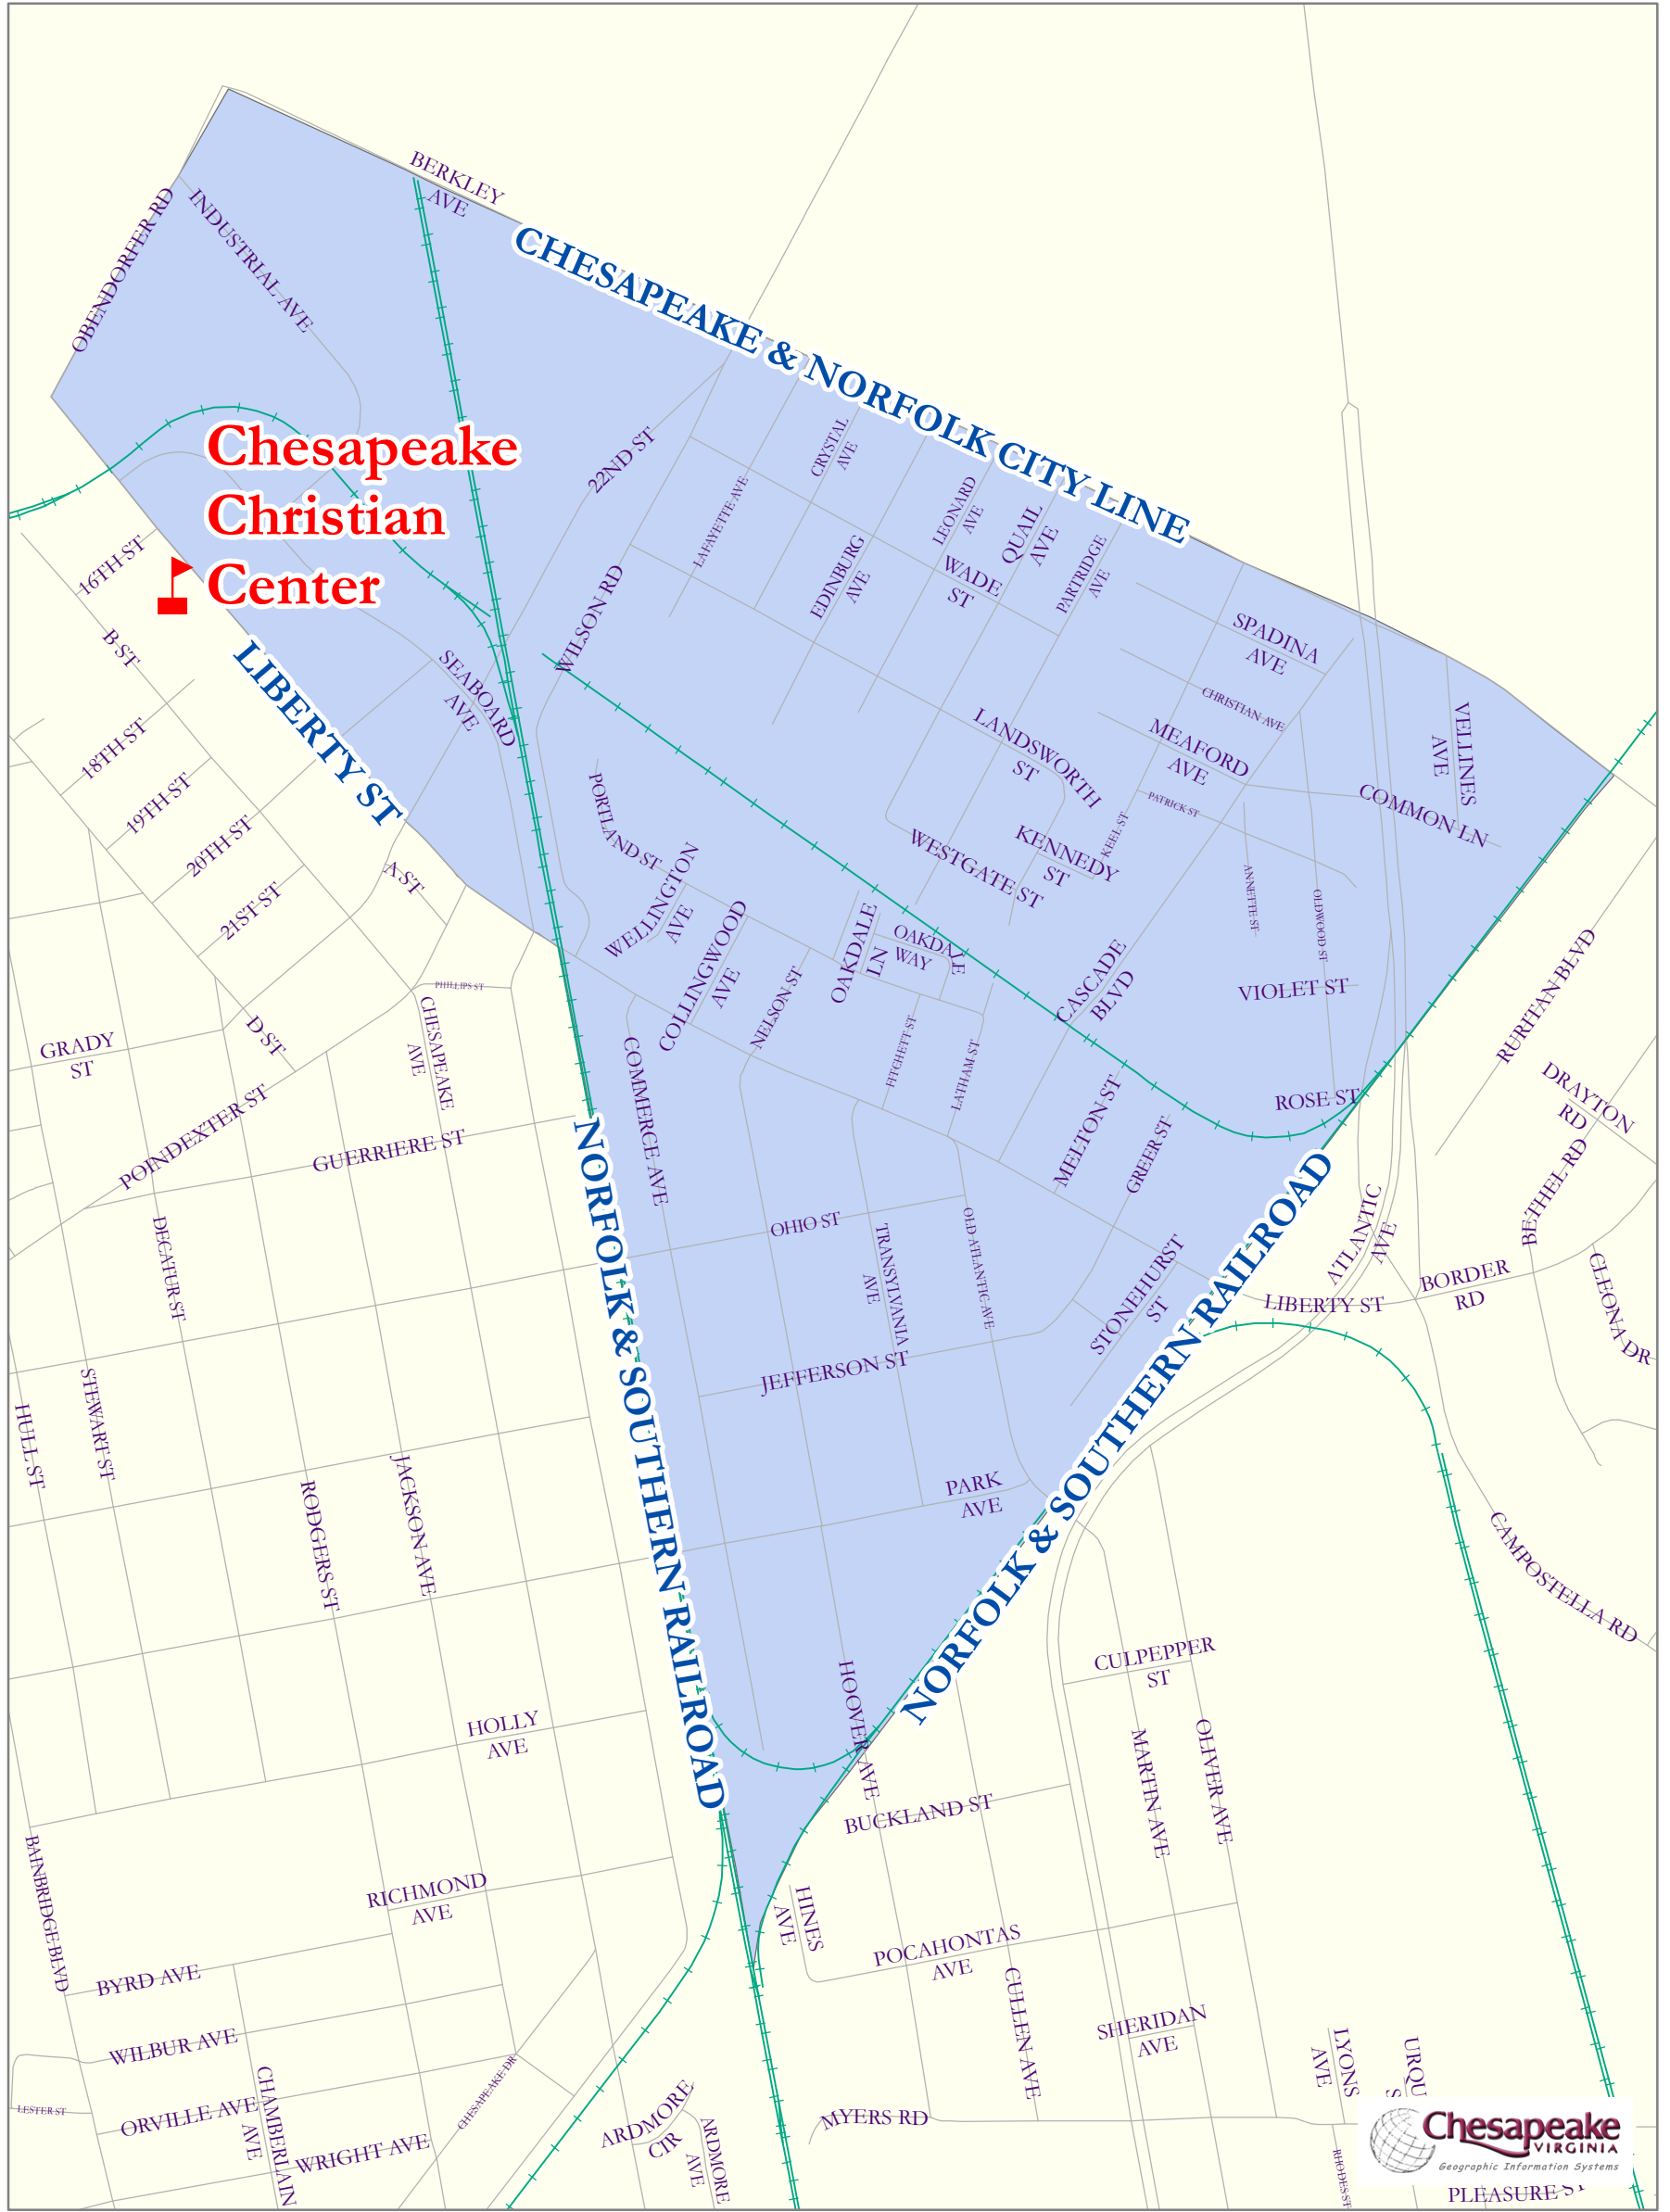 BERKLEY
AVE
OBENDORFER RD
INDUSTRIAL AVE
CHESAPEAKE & NORFOLK CITY LINE
Chesapeake
Christian
Center
22ND ST
CRYSTAL
AVE
LAFAYETTE AVE
LEONARD
AVE
QUAIL
AVE
EDINBURG
AVE
WADE
ST
PARTRIDGE
AVE
WILSON RD
16TH ST
B ST
LIBERTY ST
SEABOARD
AVE
SPADINA
AVE
CHRISTIAN AVE
MEAFORD
AVE
LANDSWORTH
ST
VELLINES
AVE
COMMON LN
PATRICK ST
KEEL ST
KENNEDY
ST
WESTGATE ST
18TH ST
19TH ST
20TH ST
21ST ST
A ST
PORTLAND ST
WELLINGTON
AVE
COLLINGWOOD
AVE
NELSON ST
OAKDALE
LN
OAKDALE
WAY
CASCADE
BLVD
ANNETTE ST
OLDWOOD ST
VIOLET ST
RURITAN BLVD
PHILLIPS ST
CHESAPEAKE
AVE
D ST
GRADY
ST
POINDEXTER ST
GUERRIERE ST
COMMERCE AVE
FITCHETT ST
LATHAM ST
MELTON ST
GREER ST
ROSE ST
DRAYTON
RD
BETHEL RD
NORFOLK & SOUTHERN RAILROAD
NORFOLK & SOUTHERN RAILROAD
DECATUR ST
OHIO ST
TRANSYLVANIA
AVE
OLD ATLANTIC AVE
STONEHURST
ST
ATLANTIC
AVE
LIBERTY ST
BORDER
RD
CLEONA DR
JEFFERSON ST
HULL ST
STEWART ST
RODGERS ST
JACKSON AVE
PARK
AVE
CAMPOSTELLA RD
CULPEPPER
ST
HOOVER AVE
HOLLY
AVE
MARTIN AVE
OLIVER AVE
BUCKLAND ST
BAINBRIDGE BLVD
RICHMOND
AVE
HINES
AVE
POCAHONTAS
AVE
BYRD AVE
CULLEN AVE
WILBUR AVE
SHERIDAN
AVE
LYONS
AVE
URQU
S
CHESAPEAKE DR
LESTER ST
ORVILLE AVE
CHAMBERLAIN
AVE
WRIGHT AVE
ARDMORE
CIR
ARDMORE
AVE
MYERS RD
RHODES ST
Chesapeake
VIRGINIA
Geographic Information Systems
PLEASURE ST